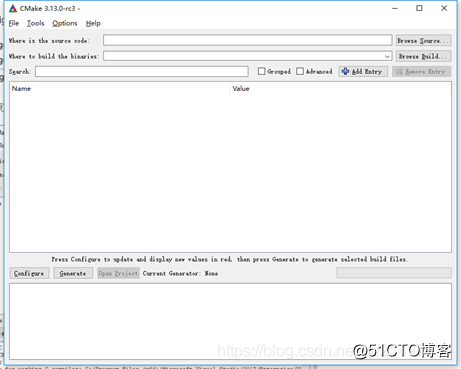 CMake 3.13.0-rc3 -
File Tools Options Help
Where is the source code: Browse Source...
Where to build the binaries: Browse Build...
Search: Grouped Advanced Add Entry Remove Entry
Name Value
Press Configure to update and display new values in red, then press Generate to generate selected build files.
Configure Generate Open Project Current Generator: None
https://blog.csdn.ne
@51CTO博客